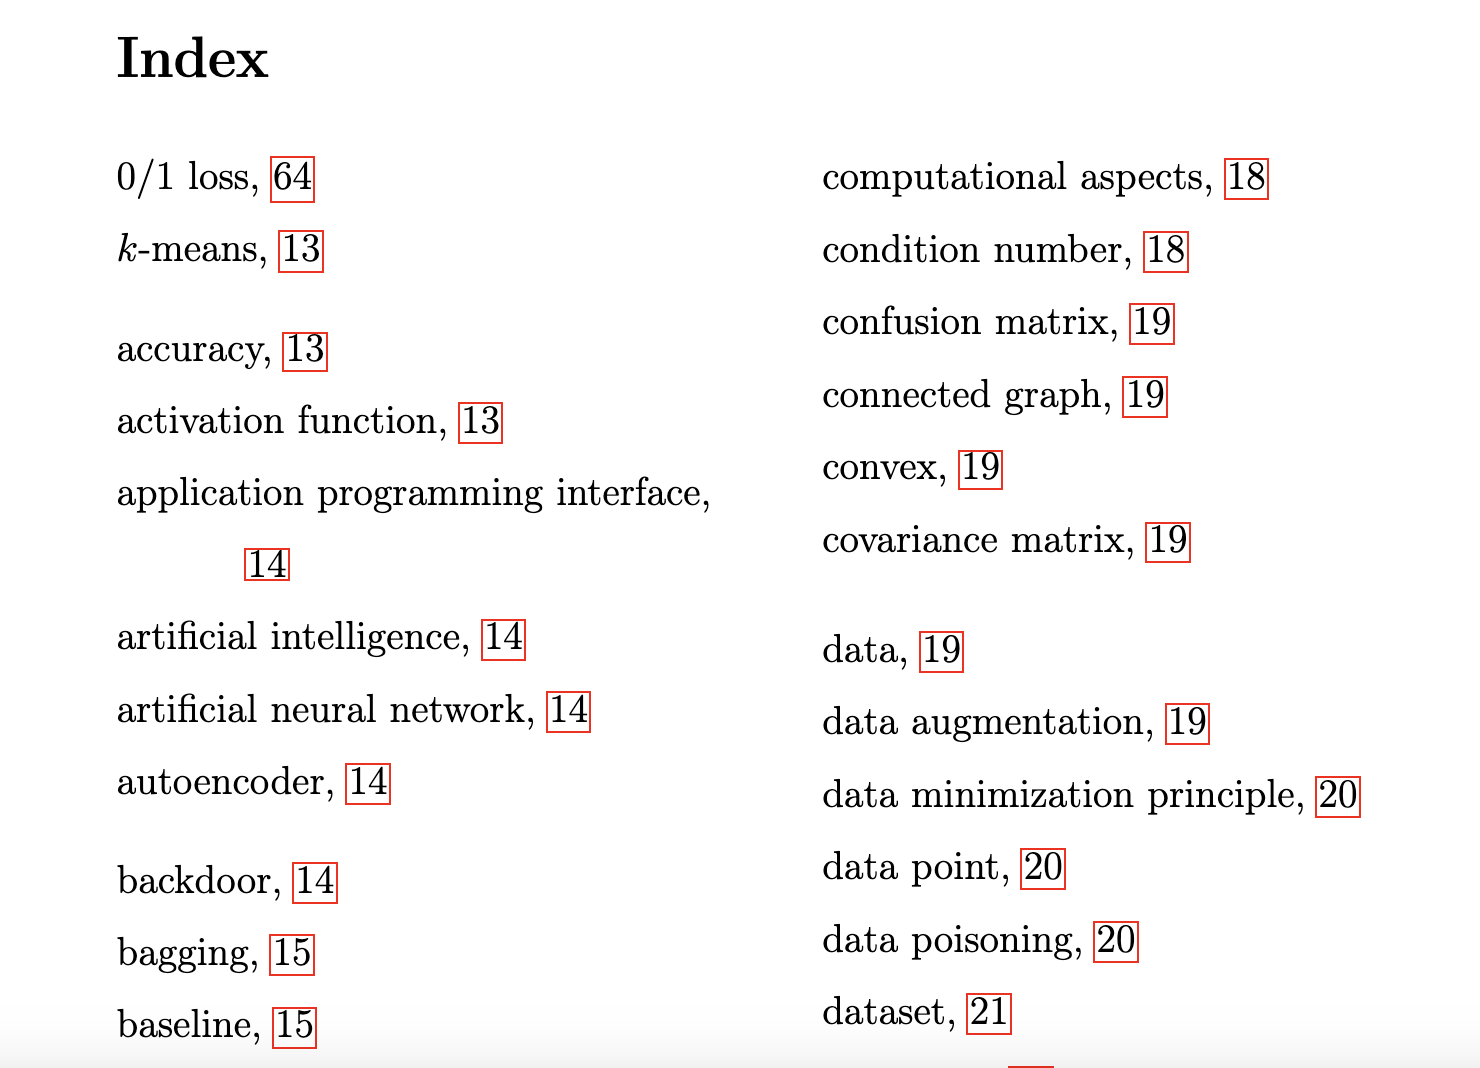 Index
0/1 loss, 64
k-means, 13
accuracy, 13
activation function, 13
application programming interface,
14
artificial intelligence, 14
artificial neural network, 14
autoencoder, 14
backdoor, 14
bagging, 15
baseline, 15
computational aspects, 18
condition number, 18
confusion matrix, 19
connected graph, 19
convex, 19
covariance matrix, 19
data, 19
data augmentation, 19
data minimization principle, 20
data point, 20
data poisoning, 20
dataset, 21